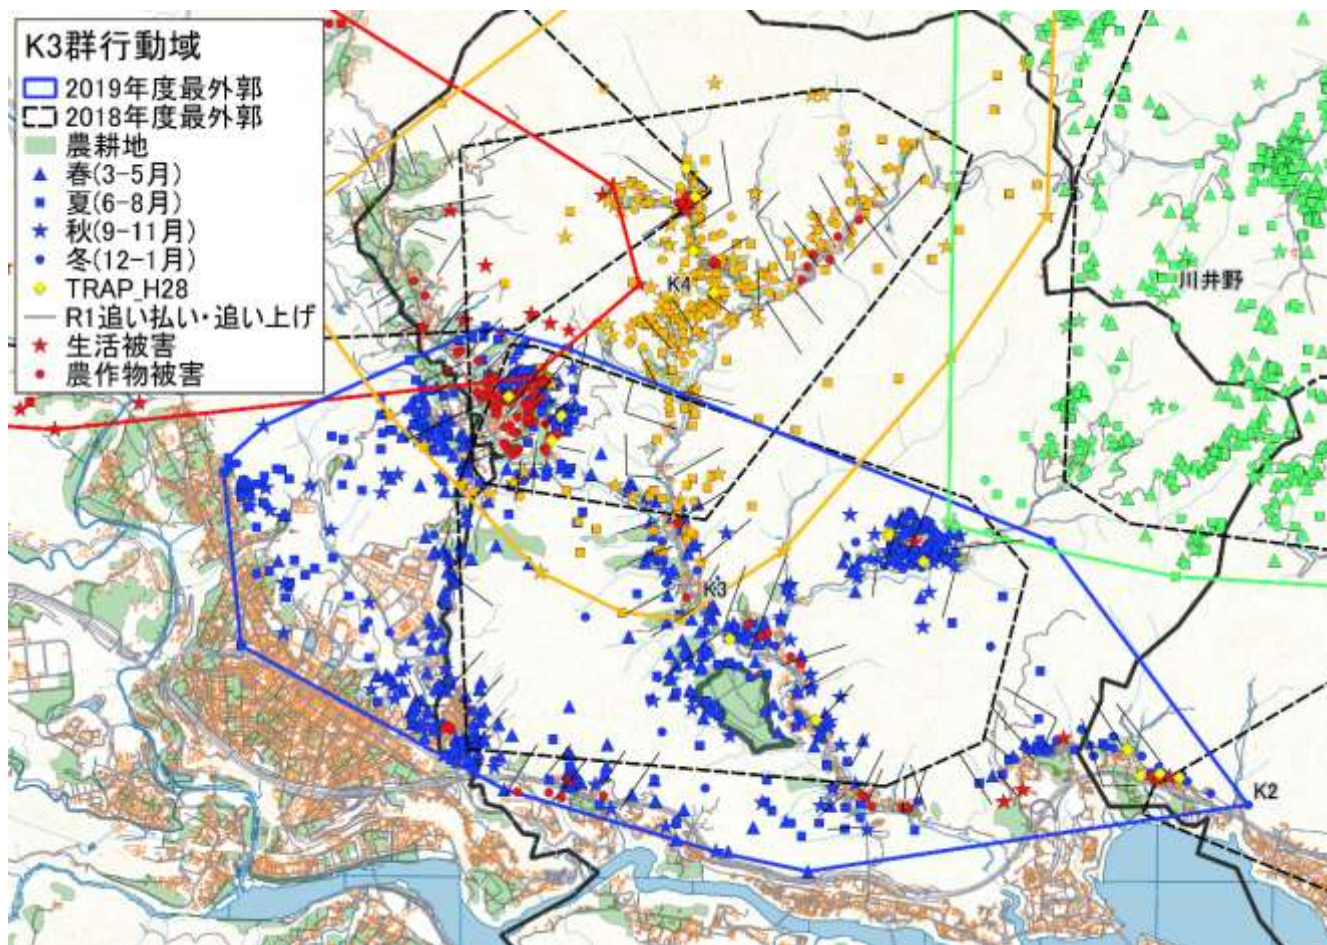 K3群行動域
2019年度最外郭
2018年度最外郭
農耕地
春(3-5月)
夏(6-8月)
秋(9-11月)
冬(12-1月)
TRAP_H28
R1追い払い・追い上げ
生活被害
農作物被害
K4
川井野
K3
K2